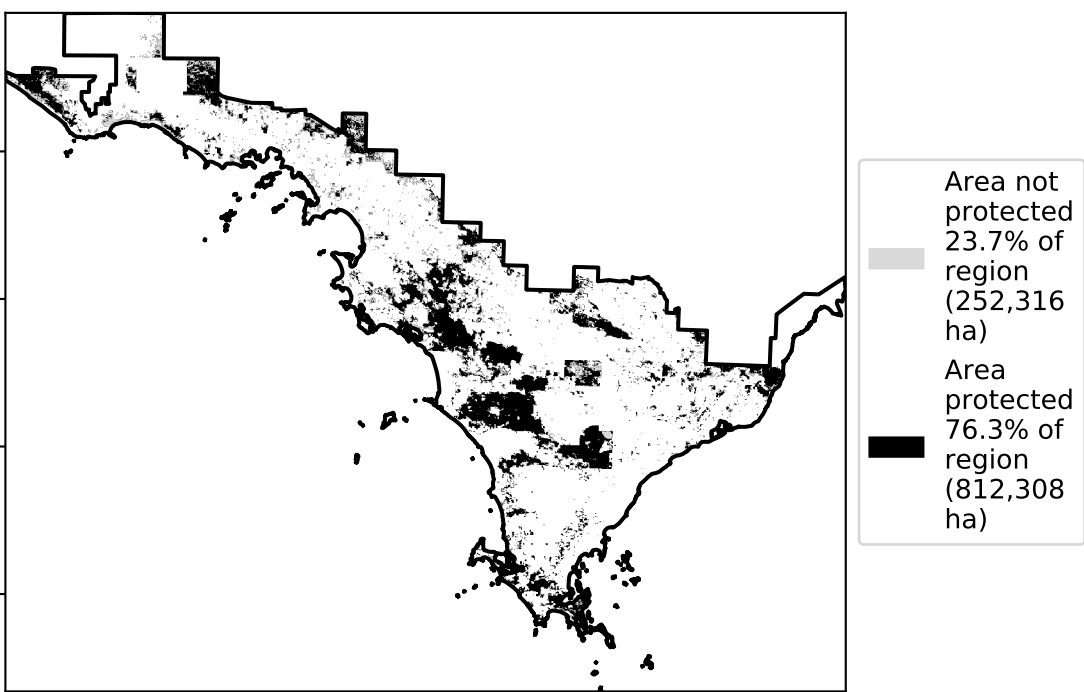 Area not
protected
23.7% of
region
(252,316
ha)
Area
protected
76.3% of
region
(812,308
ha)